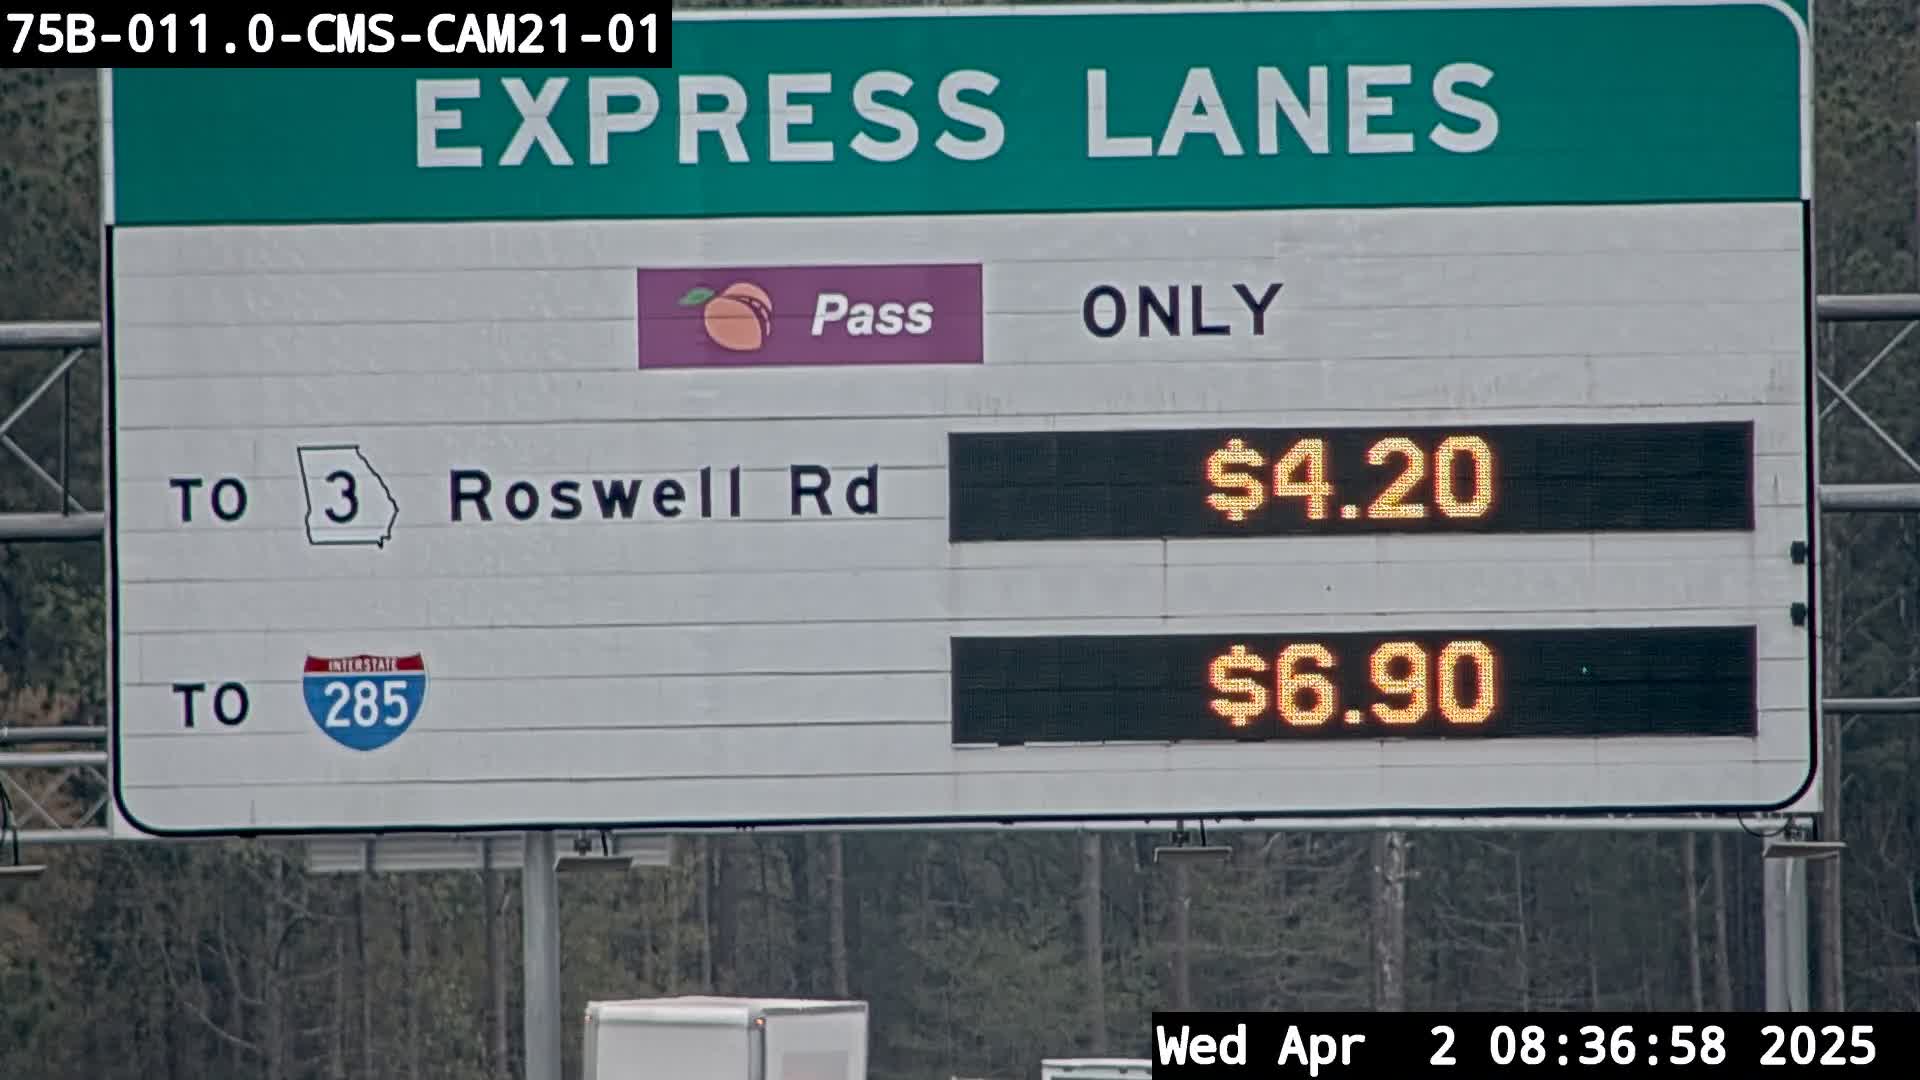 75B-011.0-CMS-CAM21-01
EXPRESS LANES
Pass ONLY
TO 3 Roswell Rd $4.20
TO INTERSTATE 285 $6.90
Wed Apr 2 08:36:58 2025